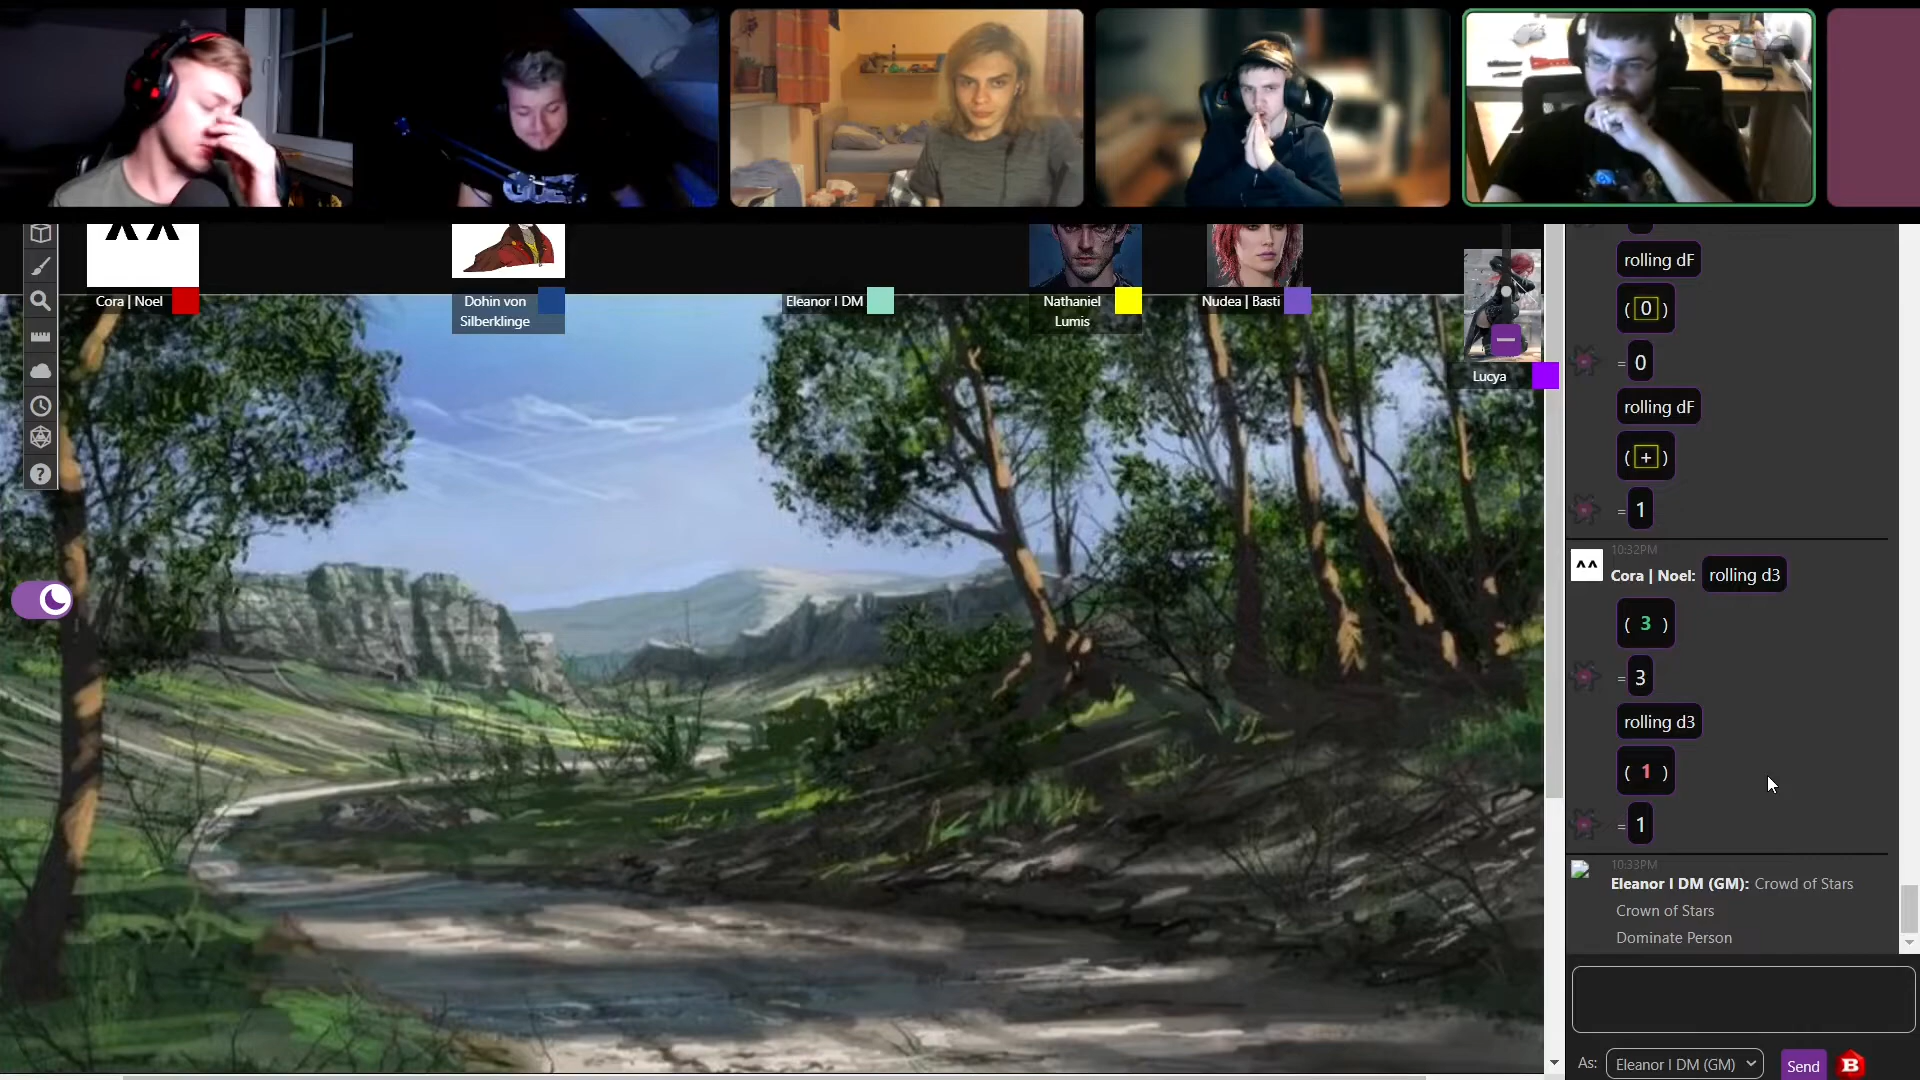 Cora | Noel
Dohin von
Silberklinge
Eleanor I DM
Nathaniel
Lumis
Nudea | Basti
Lucya
rolling dF
( 0 )
= 0
rolling dF
( + )
= 1
10:32PM
Cora | Noel: rolling d3
( 3 )
= 3
rolling d3
( 1 )
= 1
10:33PM
Eleanor I DM (GM): Crowd of Stars
Crown of Stars
Dominate Person
As: Eleanor I DM (GM) Send B